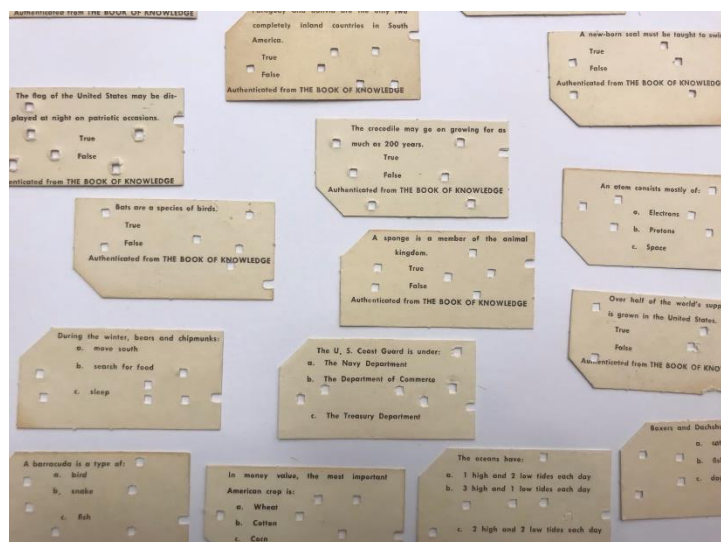 Authenticated from THE BOOK OF KNOWLEDGE
completely inland countries in South
America.
True
False
Authenticated from THE BOOK OF KNOWLEDGE
A new-born seal must be taught to
True
False
Authenticated from THE BOOK OF KNOWLEDGE
The flag of the United States may be dis-
played at night on patriotic occasions.
True
False
THE BOOK OF KNOWLEDGE
The crocodile may go on growing for as
much as 200 years.
True
False
Authenticated from THE BOOK OF KNOWLEDGE
An atom consists mostly of:
a. Electrons
b. Protons
c. Space
Bats are a species of birds.
True
False
Authenticated from THE BOOK OF KNOWLEDGE
A sponge is a member of the animal
kingdom.
True
False
Authenticated from THE BOOK OF KNOWLEDGE
Over half of the world's
is grown in the United States.
True
False
from THE BOOK OF
During the winter, bears and chipmunks:
a. move south
b. search for food
c. sleep
The U, S. Coast Guard is under:
a. The Navy Department
b. The Department of Commerce
c. The Treasury Department
Boxers and
a.
b.
c.
A barracuda is a type of:
a. bird
b. snake
c. fish
In money value, the most important
American crop is:
a. Wheat
b. Cotton
c. Corn
The oceans have:
a. 1 high and 2 low tides each day
b. 3 high and 1 low tides each day
c. 2 high and 2 low tides each day